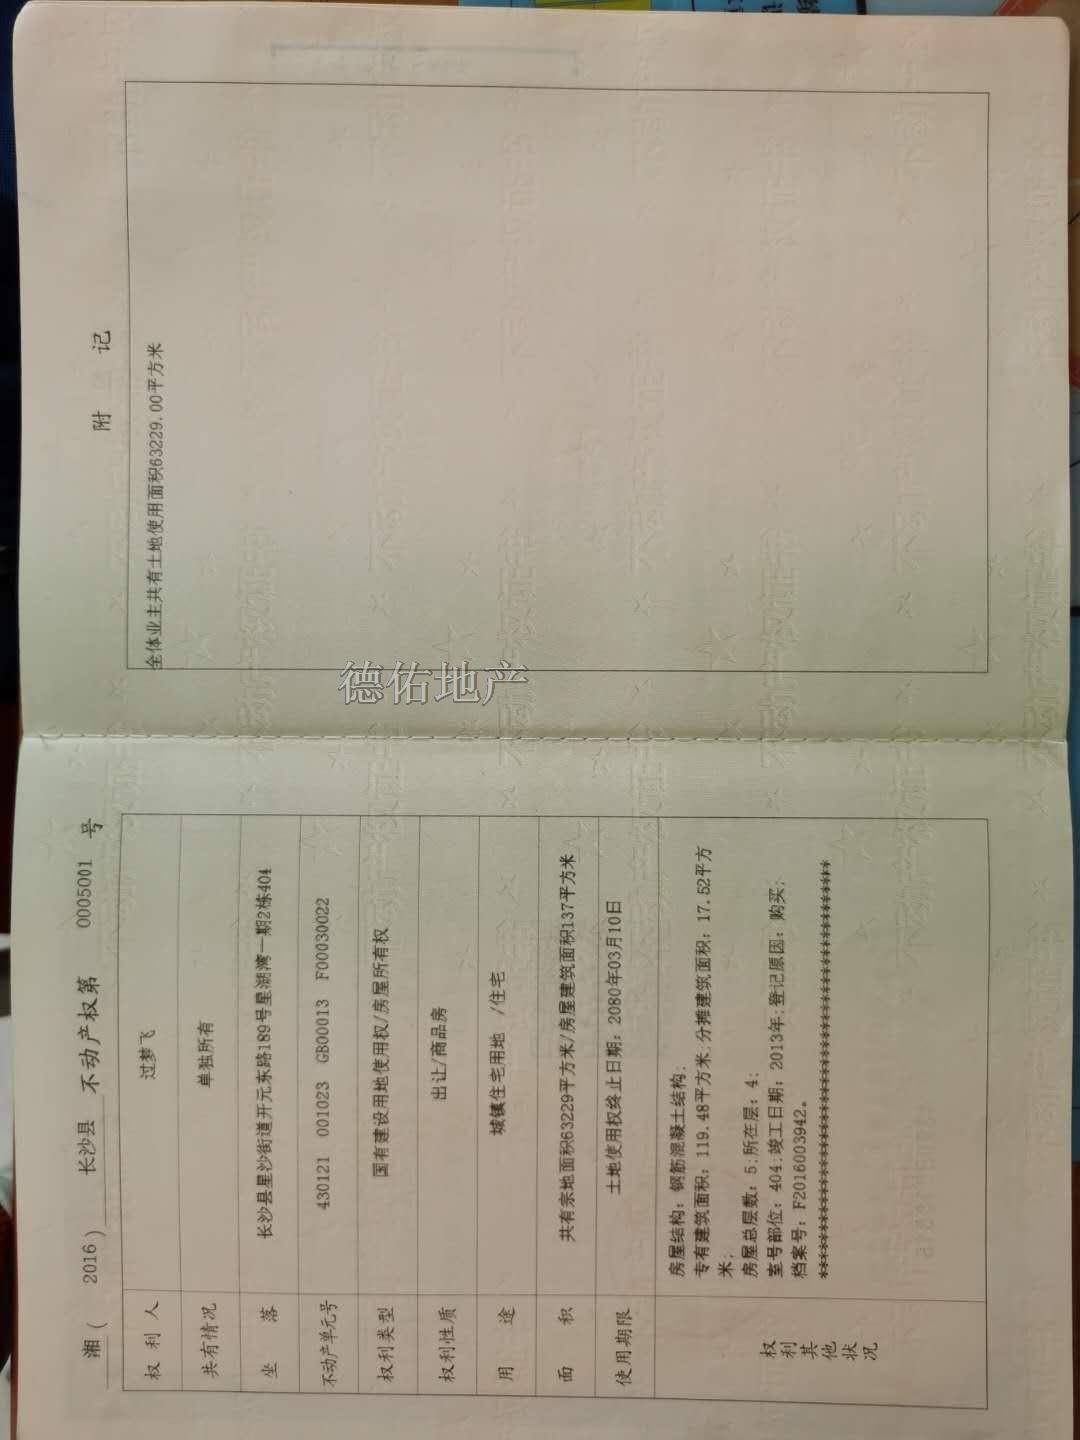 湘（ 2016 ） 长沙县 不动产权第 0005001 号
权利人 过梦飞
共有情况 单独所有
坐落 长沙县星沙街道开元东路189号星湖湾一期2栋404
不动产单元号 430121 001023 GB00013 F00030022
权利类型 国有建设用地使用权/房屋所有权
权利性质 出让/商品房
用途 城镇住宅用地 /住宅
面积 共有宗地面积63229平方米/房屋建筑面积137平方米
使用期限 土地使用权终止日期：2080年03月10日
权利其他状况
房屋结构：钢筋混凝土结构;
专有建筑面积：119.48平方米;分摊建筑面积：17.52平方
米;
房屋总层数：5;所在层：4;
室号部位：404;竣工日期：2013年;登记原因：购买;
档案号：F2016003942。
附 记
全体业主共有土地使用面积63229.00平方米
德佑地产